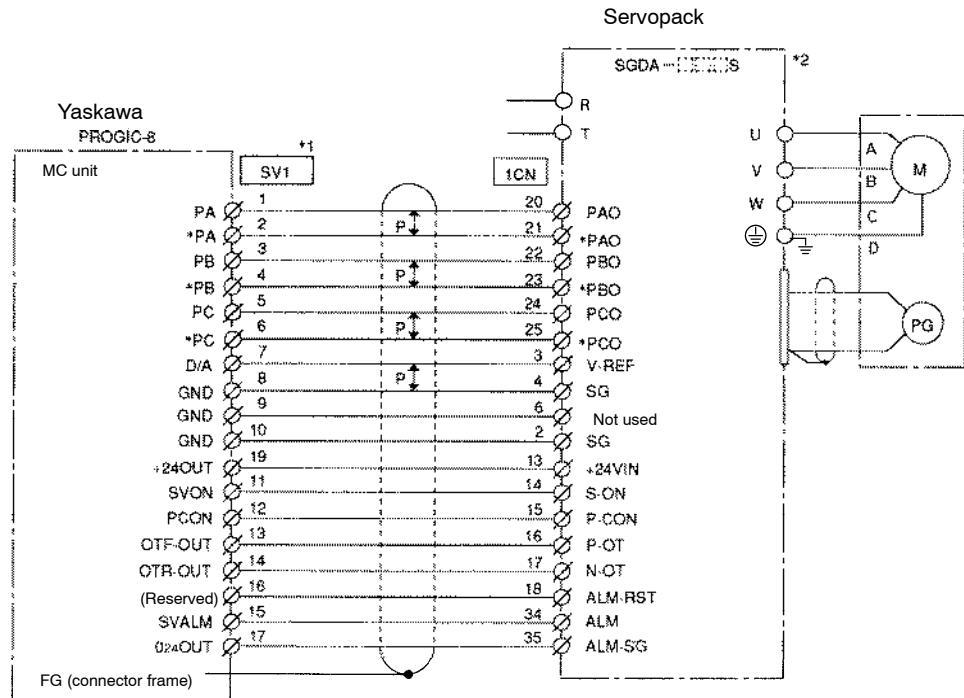 Servopack
SGDA - S *2
R
T
Yaskawa
PROGIC-8
MC unit
*1
SV1
1CN
U
V
W
A
B
C
D
M
PG
PA 1 P 20 PAO
*PA 2 21 *PAO
PB 3 P 22 PBO
*PB 4 23 *PBO
PC 5 P 24 PCO
*PC 6 25 *PCO
D/A 7 P 3 V-REF
GND 8 4 SG
GND 9 6 Not used
GND 10 2 SG
+24OUT 19 13 +24VIN
SVON 11 14 S-ON
PCON 12 15 P-CON
OTF-OUT 13 16 P-OT
OTR-OUT 14 17 N-OT
(Reserved) 16 18 ALM-RST
SVALM 15 34 ALM
024OUT 17 35 ALM-SG
FG (connector frame)